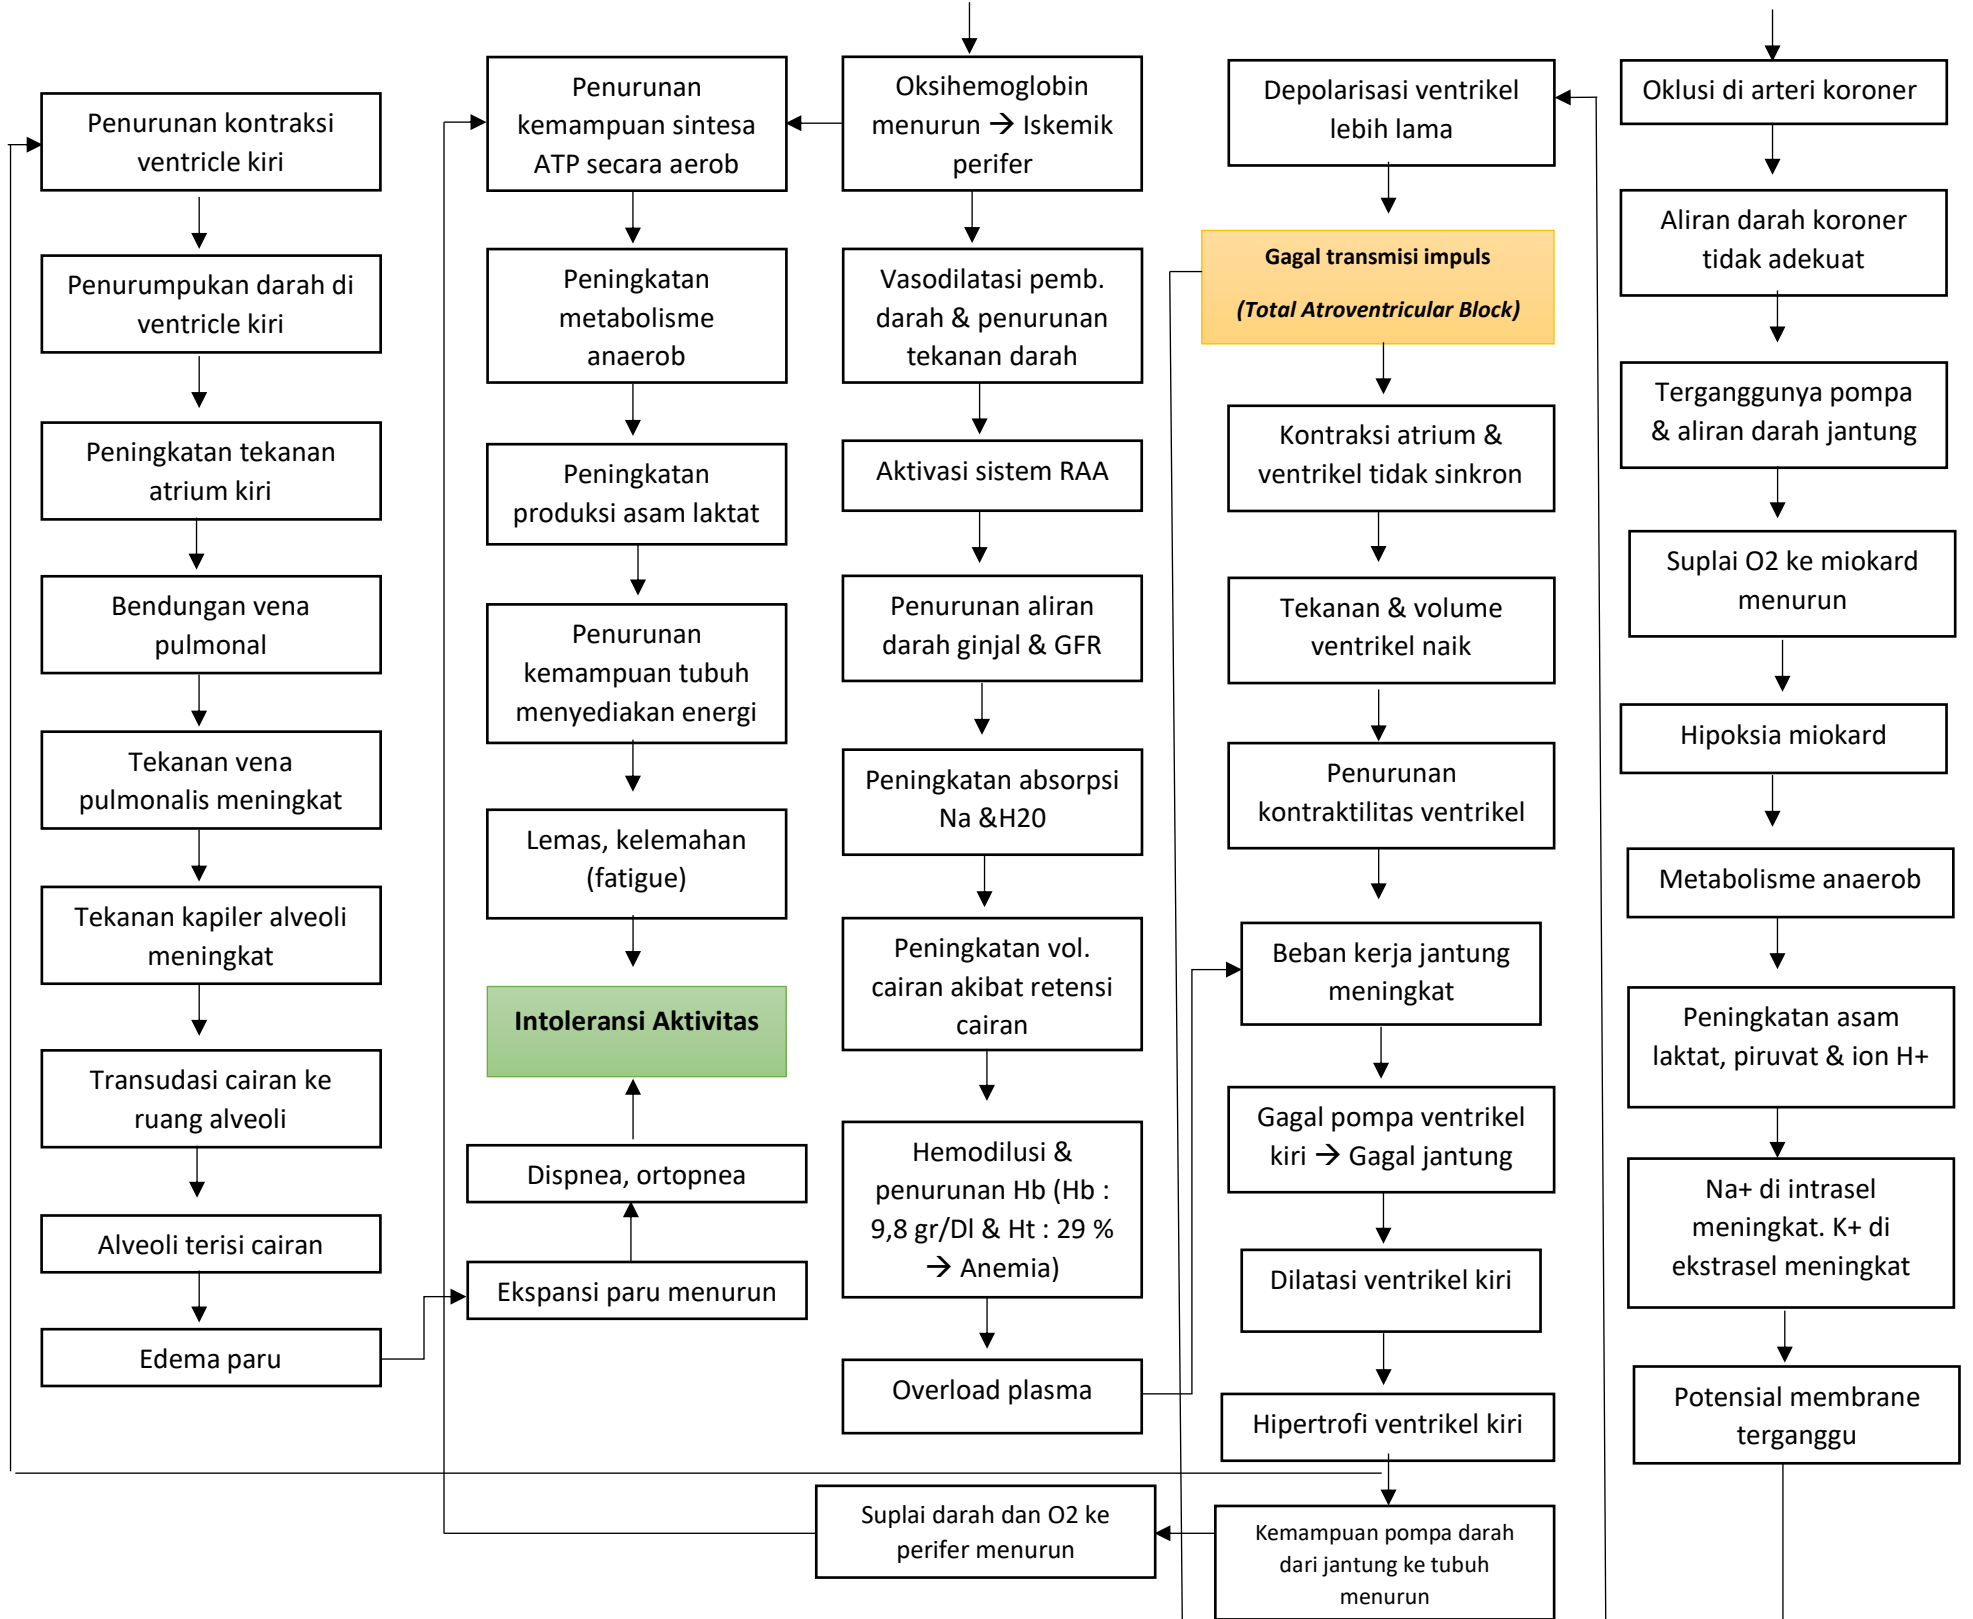 Penurunan kontraksi
ventricle kiri
Penurumpukan darah di
ventricle kiri
Peningkatan tekanan
atrium kiri
Bendungan vena
pulmonal
Tekanan vena
pulmonalis meningkat
Tekanan kapiler alveoli
meningkat
Transudasi cairan ke
ruang alveoli
Alveoli terisi cairan
Edema paru
Penurunan
kemampuan sintesa
ATP secara aerob
Peningkatan
metabolisme
anaerob
Peningkatan
produksi asam laktat
Penurunan
kemampuan tubuh
menyediakan energi
Lemas, kelemahan
(fatigue)
Intoleransi Aktivitas
Dispnea, ortopnea
Ekspansi paru menurun
Oksihemoglobin
menurun → Iskemik
perifer
Vasodilatasi pemb.
darah & penurunan
tekanan darah
Aktivasi sistem RAA
Penurunan aliran
darah ginjal & GFR
Peningkatan absorpsi
Na &H20
Peningkatan vol.
cairan akibat retensi
cairan
Hemodilusi &
penurunan Hb (Hb :
9,8 gr/Dl & Ht : 29 %
→ Anemia)
Overload plasma
Suplai darah dan O2 ke
perifer menurun
Depolarisasi ventrikel
lebih lama
Gagal transmisi impuls
(Total Atroventricular Block)
Kontraksi atrium &
ventrikel tidak sinkron
Tekanan & volume
ventrikel naik
Penurunan
kontraktilitas ventrikel
Beban kerja jantung
meningkat
Gagal pompa ventrikel
kiri → Gagal jantung
Dilatasi ventrikel kiri
Hipertrofi ventrikel kiri
Kemampuan pompa darah
dari jantung ke tubuh
menurun
Oklusi di arteri koroner
Aliran darah koroner
tidak adekuat
Terganggunya pompa
& aliran darah jantung
Suplai O2 ke miokard
menurun
Hipoksia miokard
Metabolisme anaerob
Peningkatan asam
laktat, piruvat & ion H+
Na+ di intrasel
meningkat. K+ di
ekstrasel meningkat
Potensial membrane
terganggu